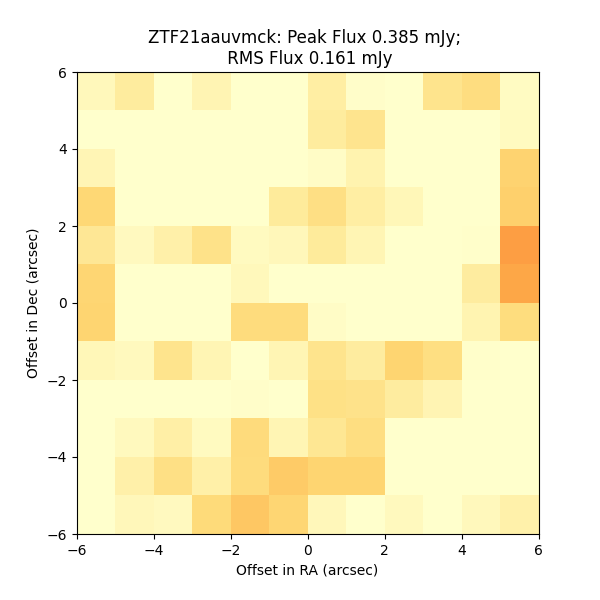 ZTF21aauvmck: Peak Flux 0.385 mJy;
RMS Flux 0.161 mJy
6
4
2
0
−2
−4
−6
Offset in Dec (arcsec)
−6 −4 −2 0 2 4 6
Offset in RA (arcsec)